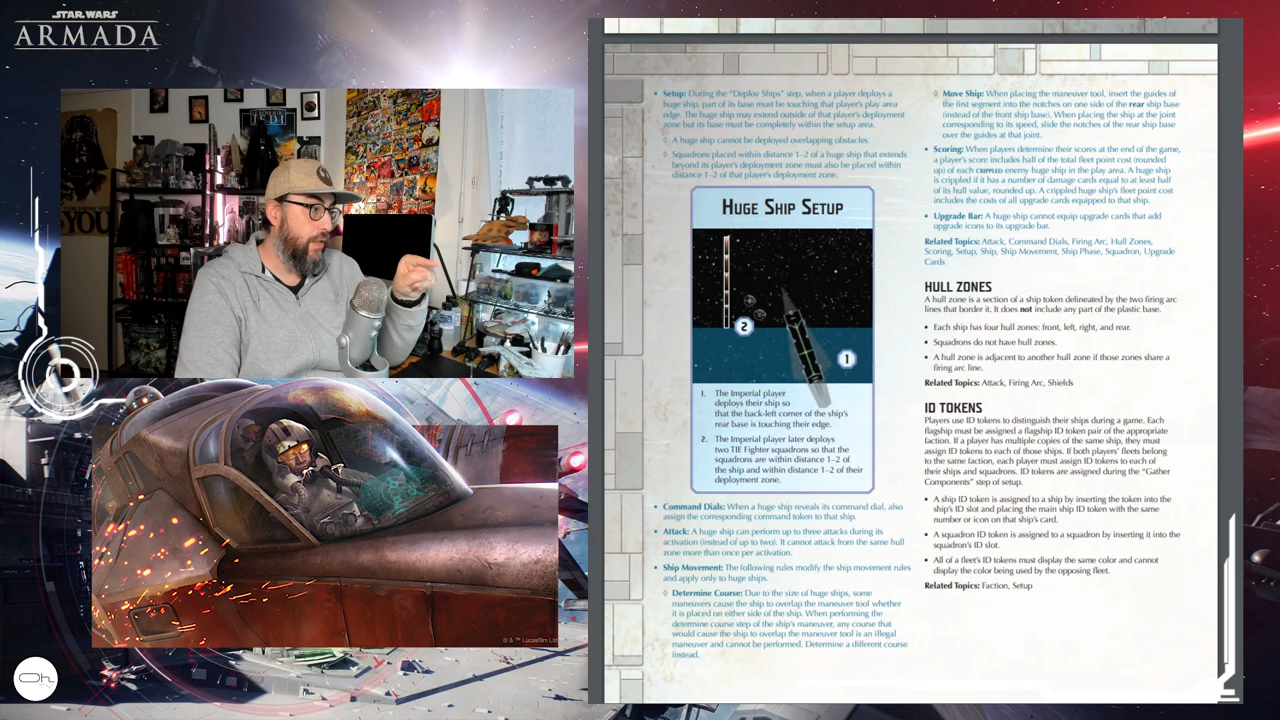 STAR WARS
ARMADA
YOU
© & ™ Lucasfilm Ltd
Oh
• Setup: During the "Deploy Ships" step, when a player deploys a
huge ship, part of its base must be touching that player's play area
edge. The huge ship may extend outside of that player's deployment
zone but its base must be completely within the setup area.
◊ A huge ship cannot be deployed overlapping obstacles.
◊ Squadrons placed within distance 1–2 of a huge ship that extends
beyond its player's deployment zone must also be placed within
distance 1–2 of that player's deployment zone.
HUGE SHIP SETUP
2
1
1. The Imperial player
deploys their ship so
that the back-left corner of the ship's
rear base is touching their edge.
2. The Imperial player later deploys
two TIE Fighter squadrons so that the
squadrons are within distance 1–2 of
the ship and within distance 1–2 of their
deployment zone.
• Command Dials: When a huge ship reveals its command dial, also
assign the corresponding command token to that ship.
• Attack: A huge ship can perform up to three attacks during its
activation (instead of up to two). It cannot attack from the same hull
zone more than once per activation.
• Ship Movement: The following rules modify the ship movement rules
and apply only to huge ships.
◊ Determine Course: Due to the size of huge ships, some
maneuvers cause the ship to overlap the maneuver tool whether
it is placed on either side of the ship. When performing the
determine course step of the ship's maneuver, any course that
would cause the ship to overlap the maneuver tool is an illegal
maneuver and cannot be performed. Determine a different course
instead.
◊ Move Ship: When placing the maneuver tool, insert the guides of
the first segment into the notches on one side of the rear ship base
(instead of the front ship base). When placing the ship at the joint
corresponding to its speed, slide the notches of the rear ship base
over the guides at that joint.
• Scoring: When players determine their scores at the end of the game,
a player's score includes half of the total fleet point cost (rounded
up) of each CRIPPLED enemy huge ship in the play area. A huge ship
is crippled if it has a number of damage cards equal to at least half
of its hull value, rounded up. A crippled huge ship's fleet point cost
includes the costs of all upgrade cards equipped to that ship.
• Upgrade Bar: A huge ship cannot equip upgrade cards that add
upgrade icons to its upgrade bar.
Related Topics: Attack, Command Dials, Firing Arc, Hull Zones,
Scoring, Setup, Ship, Ship Movement, Ship Phase, Squadron, Upgrade
Cards
HULL ZONES
A hull zone is a section of a ship token delineated by the two firing arc
lines that border it. It does not include any part of the plastic base.
• Each ship has four hull zones: front, left, right, and rear.
• Squadrons do not have hull zones.
• A hull zone is adjacent to another hull zone if those zones share a
firing arc line.
Related Topics: Attack, Firing Arc, Shields
ID TOKENS
Players use ID tokens to distinguish their ships during a game. Each
flagship must be assigned a flagship ID token pair of the appropriate
faction. If a player has multiple copies of the same ship, they must
assign ID tokens to each of those ships. If both players' fleets belong
to the same faction, each player must assign ID tokens to each of
their ships and squadrons. ID tokens are assigned during the "Gather
Components" step of setup.
• A ship ID token is assigned to a ship by inserting the token into the
ship's ID slot and placing the main ship ID token with the same
number or icon on that ship's card.
• A squadron ID token is assigned to a squadron by inserting it into the
squadron's ID slot.
• All of a fleet's ID tokens must display the same color and cannot
display the color being used by the opposing fleet.
Related Topics: Faction, Setup